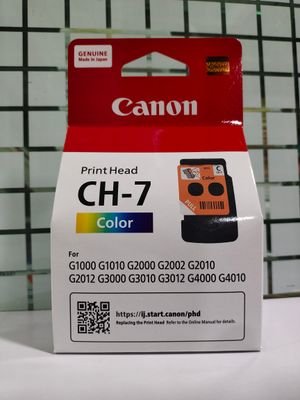 GENUINE
Made in Japan
Canon
Print Head
CH-7
Color
C
PULL
For
G1000 G1010 G2000 G2002 G2010
G2012 G3000 G3010 G3012 G4000 G4010
https://ij.start.canon/phd
Replacing the Print Head Refer to the Online Manual for details.